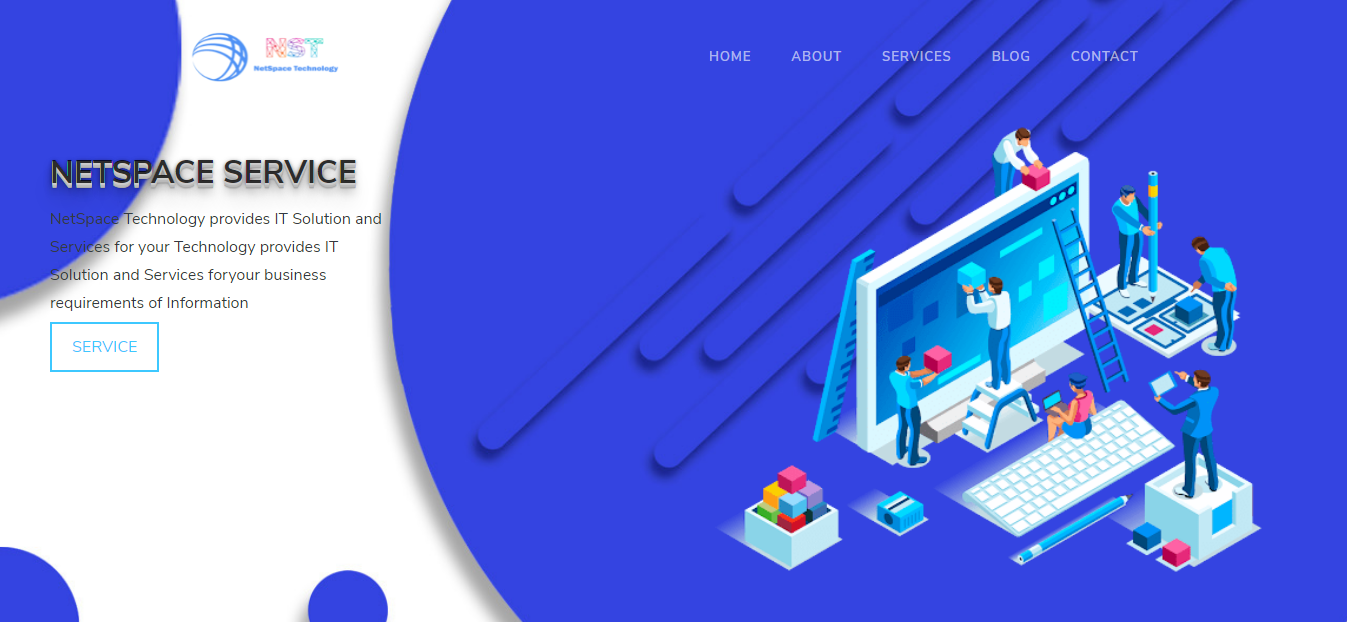 NST
NetSpace Technology
HOME ABOUT SERVICES BLOG CONTACT
NETSPACE SERVICE
NetSpace Technology provides IT Solution and
Services for your Technology provides IT
Solution and Services foryour business
requirements of Information
SERVICE